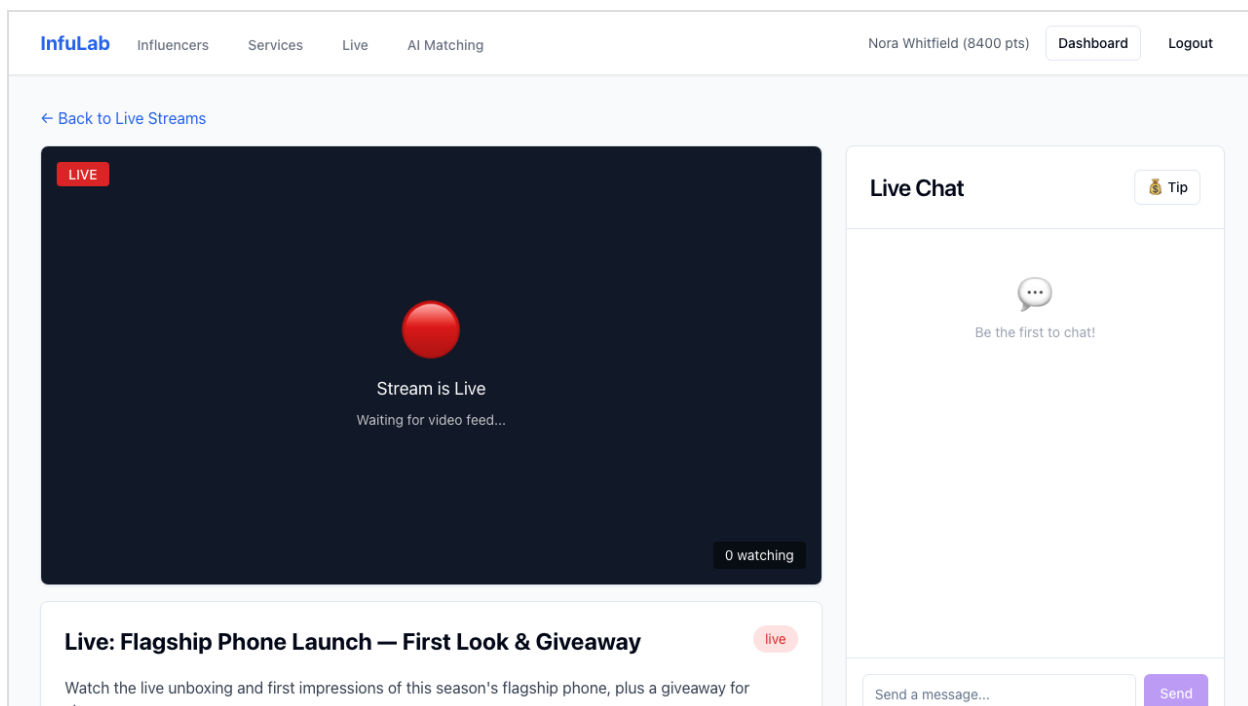 InfuLab Influencers Services Live AI Matching Nora Whitfield (8400 pts) Dashboard Logout
← Back to Live Streams
LIVE
Stream is Live
Waiting for video feed...
0 watching
Live: Flagship Phone Launch — First Look & Giveaway
live
Watch the live unboxing and first impressions of this season's flagship phone, plus a giveaway for
Live Chat
Tip
Be the first to chat!
Send a message...
Send